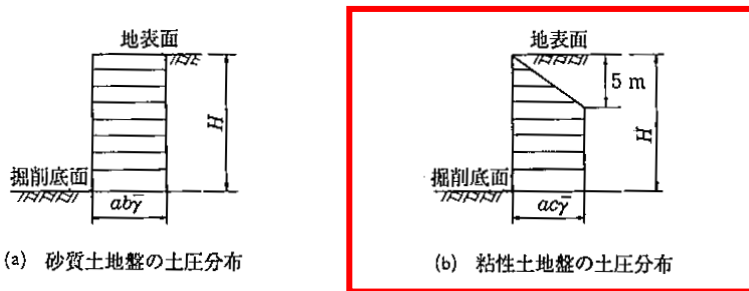 地表面
H
掘削底面
abγ̄
(a) 砂質土地盤の土圧分布
地表面
5 m
H
掘削底面
acγ̄
(b) 粘性土地盤の土圧分布